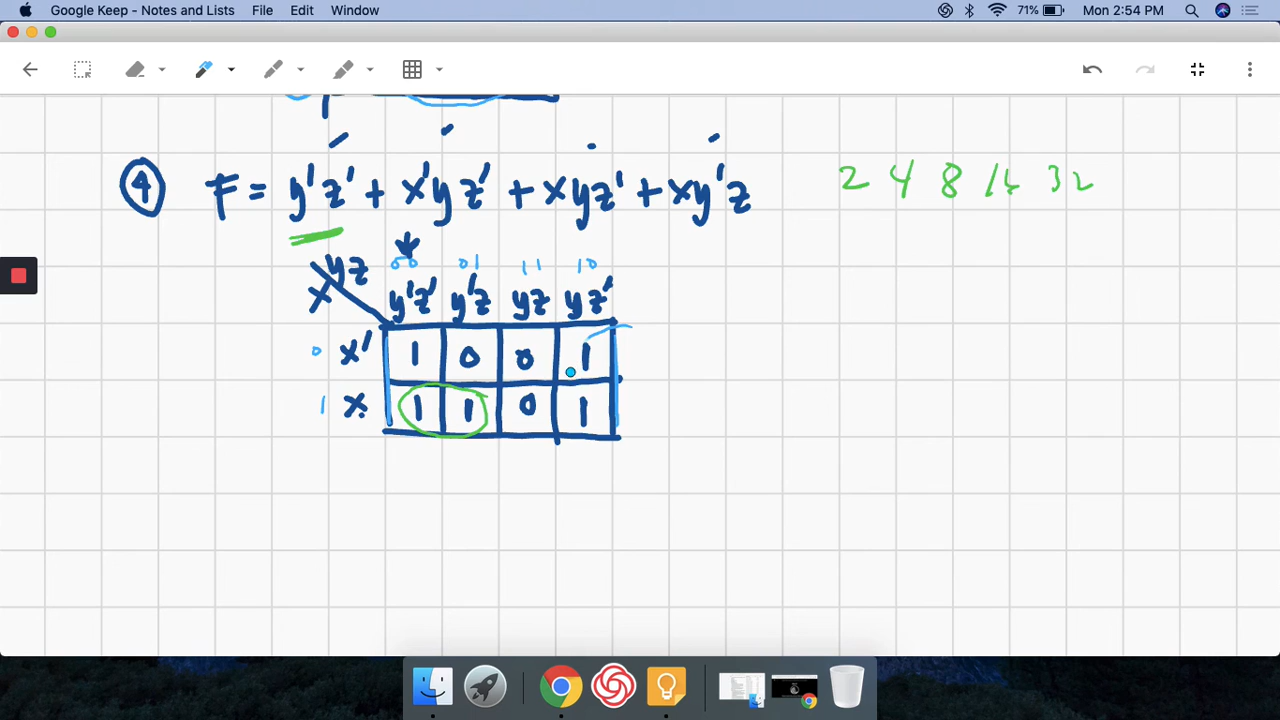 Google Keep - Notes and Lists File Edit Window 71% Mon 2:54 PM
④ F = y'z' + x'yz' + xyz' + xy'z 2 4 8 16 32
yz 00 01 11 10
x y'z' y'z yz yz'
0 x' 1 0 0 1
1 x 1 1 0 1